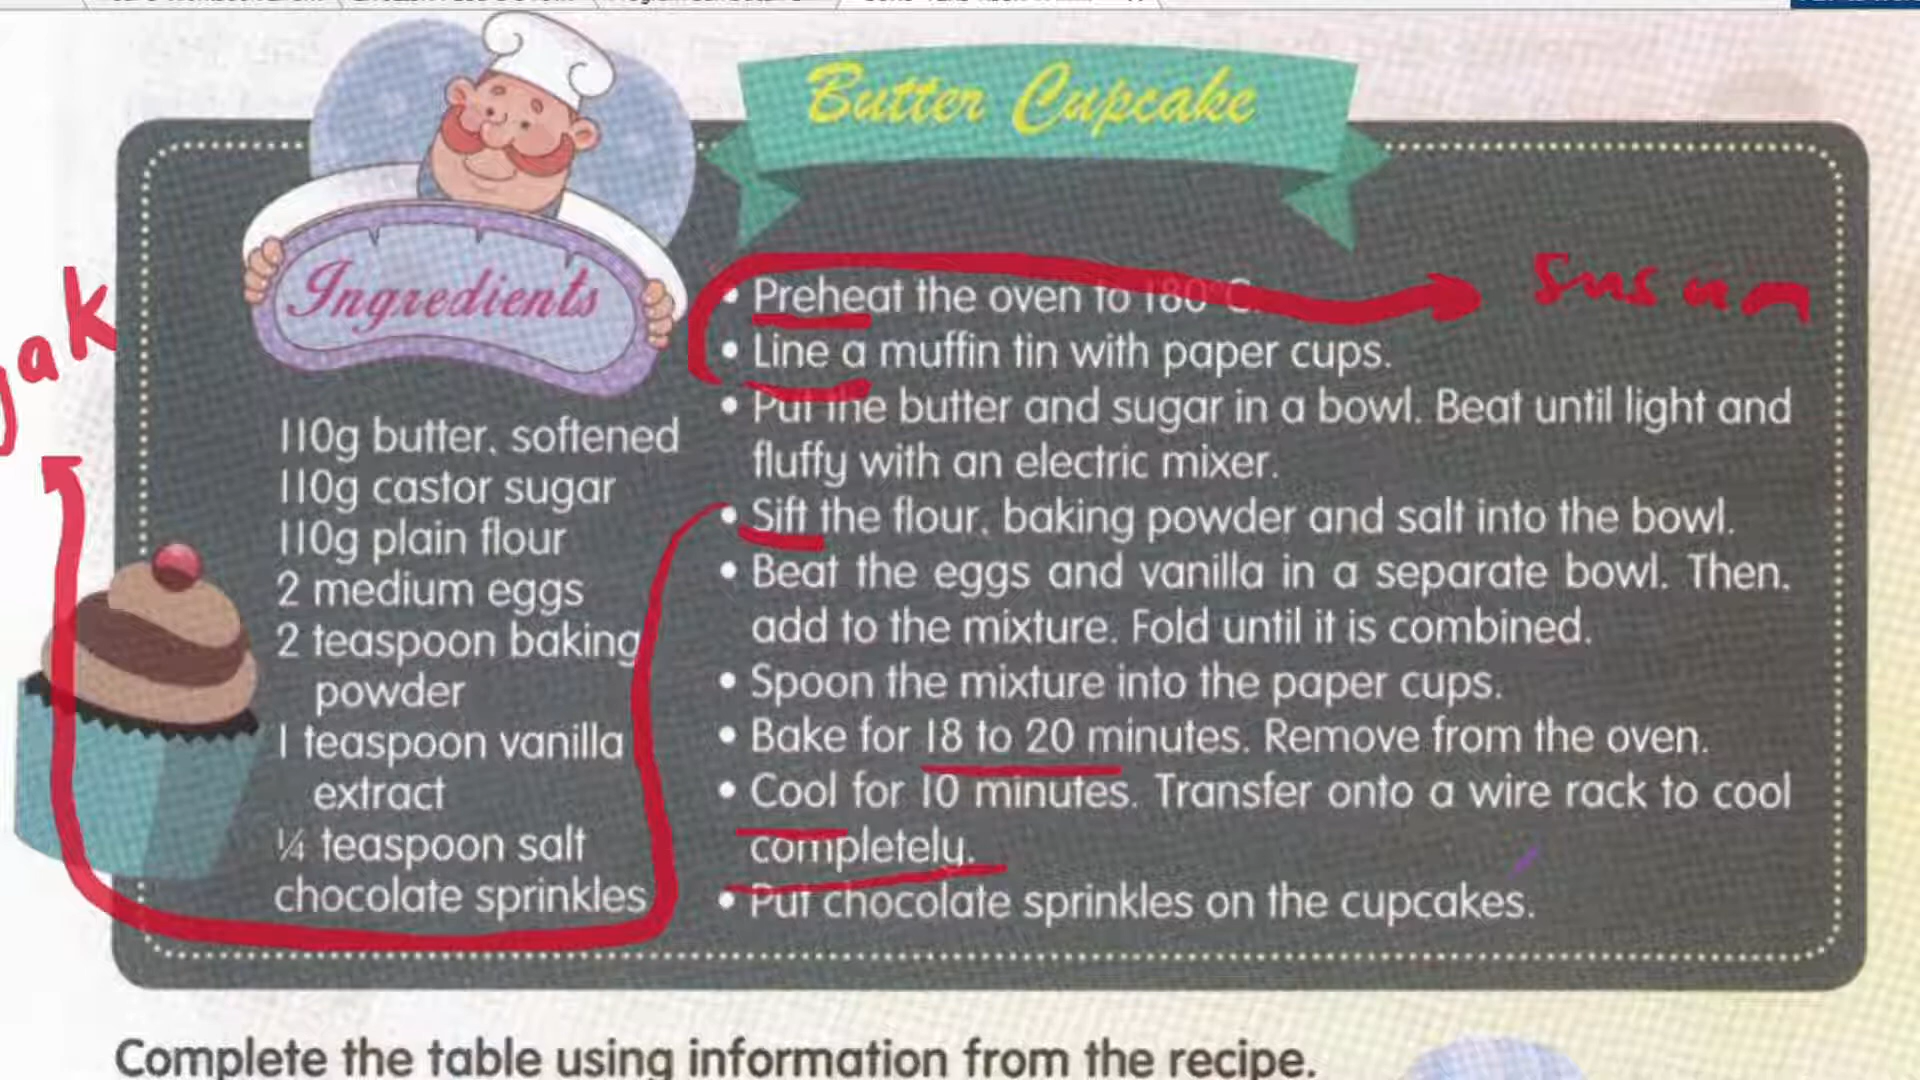 Butter Cupcake
Ingredients
110g butter, softened
110g castor sugar
110g plain flour
2 medium eggs
2 teaspoon baking
powder
1 teaspoon vanilla
extract
¼ teaspoon salt
chocolate sprinkles
• Preheat the oven to 180°C.
• Line a muffin tin with paper cups.
• Put the butter and sugar in a bowl. Beat until light and
fluffy with an electric mixer.
• Sift the flour, baking powder and salt into the bowl.
• Beat the eggs and vanilla in a separate bowl. Then,
add to the mixture. Fold until it is combined.
• Spoon the mixture into the paper cups.
• Bake for 18 to 20 minutes. Remove from the oven.
• Cool for 10 minutes. Transfer onto a wire rack to cool
completely.
• Put chocolate sprinkles on the cupcakes.
susun
Complete the table using information from the recipe.